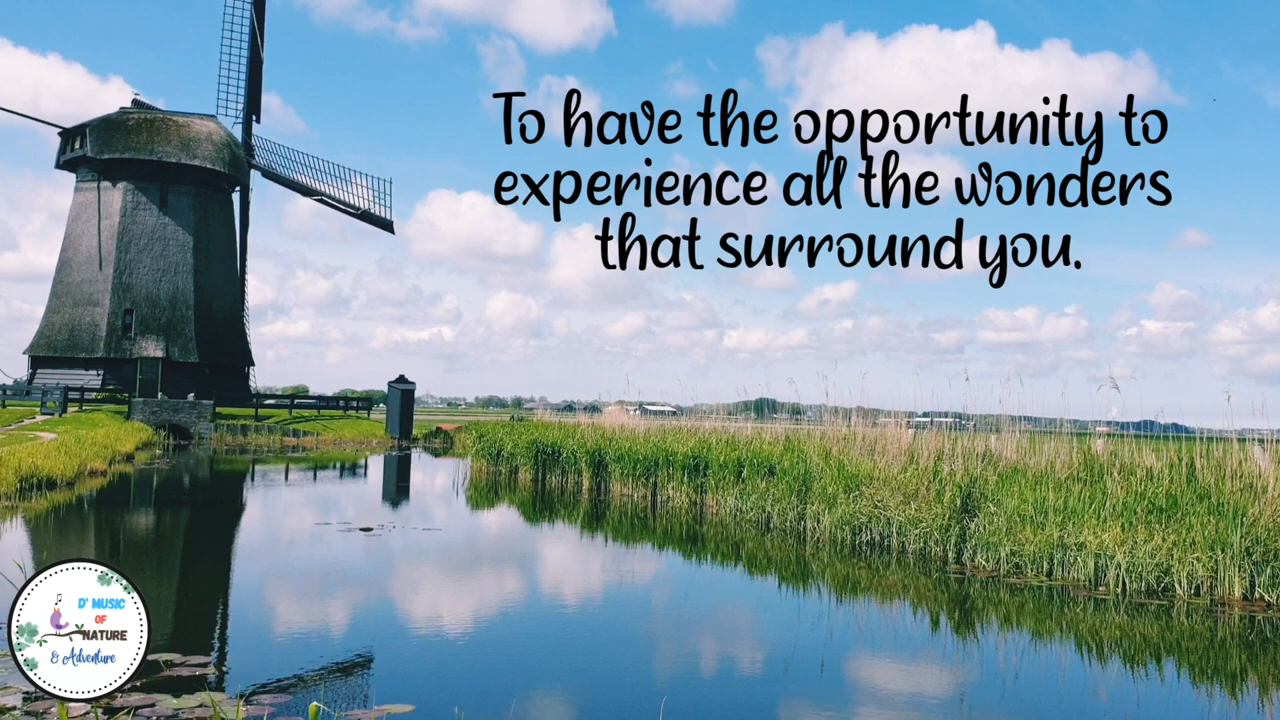 To have the opportunity to
experience all the wonders
that surround you.
D' MUSIC
OF
NATURE
& Adventure